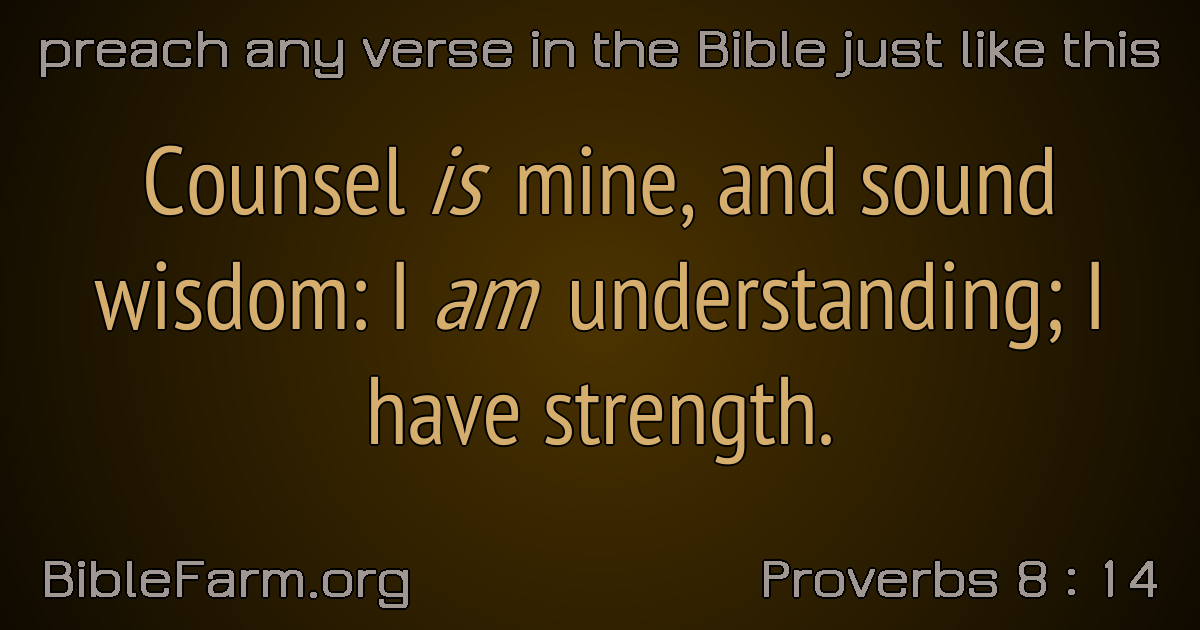 preach any verse in the Bible just like this
Counsel is mine, and sound
wisdom: I am understanding; I
have strength.
BibleFarm.org
Proverbs 8 : 14